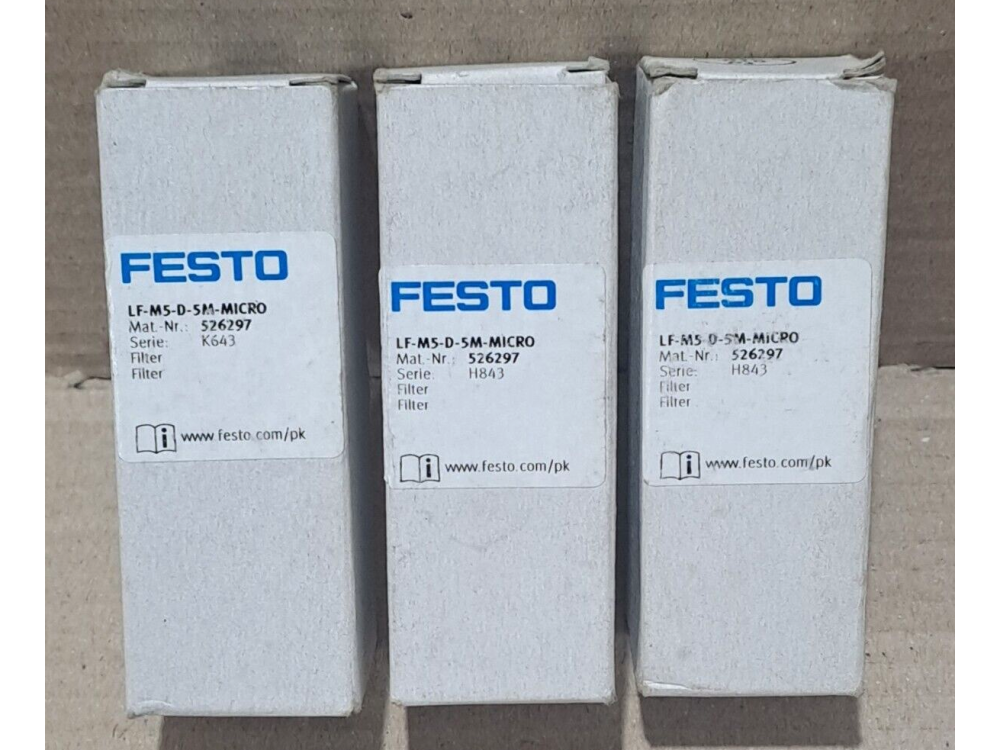 FESTO
LF-M5-D-5M-MICRO
Mat.-Nr.: 526297
Serie: K643
Filter
Filter
www.festo.com/pk
FESTO
LF-M5-D-5M-MICRO
Mat.-Nr.: 526297
Serie: H843
Filter
Filter
www.festo.com/pk
FESTO
LF-M5-D-5M-MICRO
Mat.-Nr.: 526297
Serie: H843
Filter
Filter
www.festo.com/pk